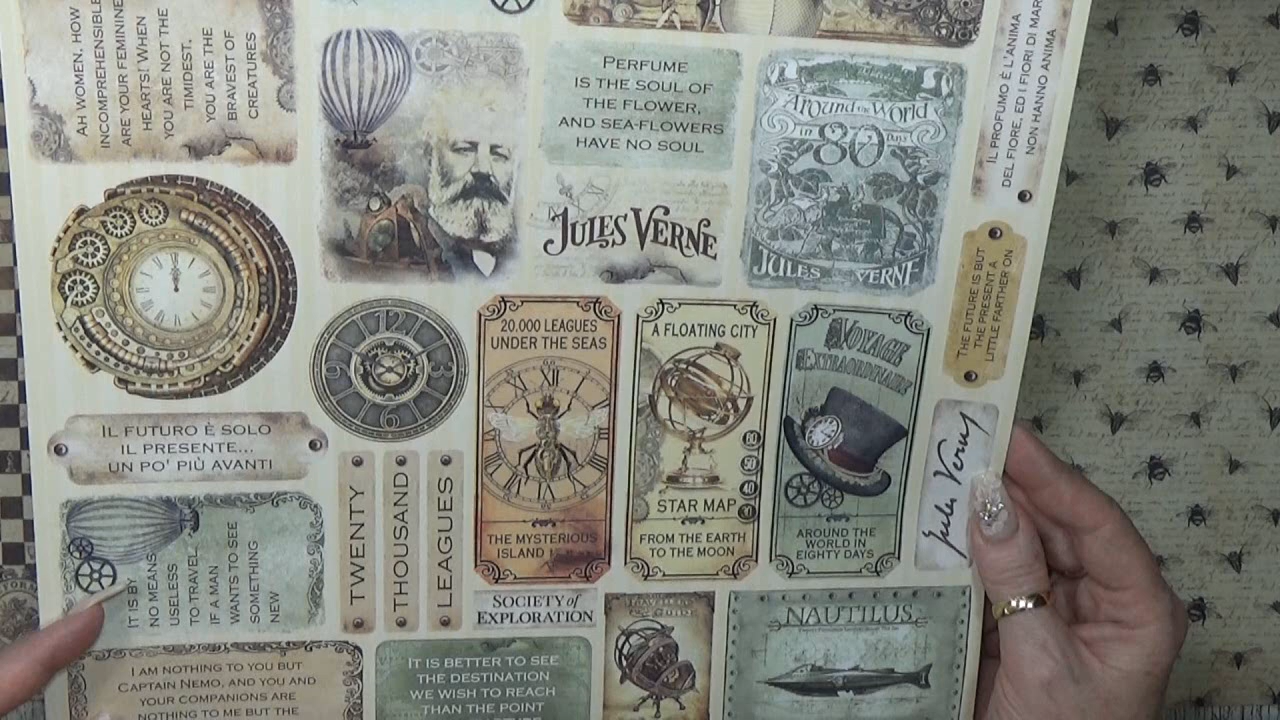 AH WOMEN. HOW
INCOMPREHENSIBLE
ARE YOUR FEMININE
HEARTS! WHEN
YOU ARE NOT THE
TIMIDEST.
YOU ARE THE
BRAVEST OF
CREATURES
PERFUME
IS THE SOUL OF
THE FLOWER,
AND SEA-FLOWERS
HAVE NO SOUL
JULES VERNE
Around the World
in 80 Days
JULES VERNE
IL PROFUMO È L'ANIMA
DEL FIORE, ED I FIORI DI MAR
NON HANNO ANIMA
THE FUTURE IS BUT
THE PRESENT A
LITTLE FARTHER ON
12
3
6
9
20.000 LEAGUES
UNDER THE SEAS
THE MYSTERIOUS
ISLAND
A FLOATING CITY
STAR MAP
FROM THE EARTH
TO THE MOON
VOYAGE
EXTRAORDINAIRE
AROUND THE
WORLD IN
EIGHTY DAYS
Jules Verne
IL FUTURO È SOLO
IL PRESENTE...
UN PO' PIÙ AVANTI
IT IS BY
NO MEANS
USELESS
TO TRAVEL,
IF A MAN
WANTS TO SEE
SOMETHING
NEW
TWENTY
THOUSAND
LEAGUES
SOCIETY of
EXPLORATION
NAUTILUS
I AM NOTHING TO YOU BUT
CAPTAIN NEMO, AND YOU AND
YOUR COMPANIONS ARE
NOTHING TO ME BUT THE
IT IS BETTER TO SEE
THE DESTINATION
WE WISH TO REACH
THAN THE POINT